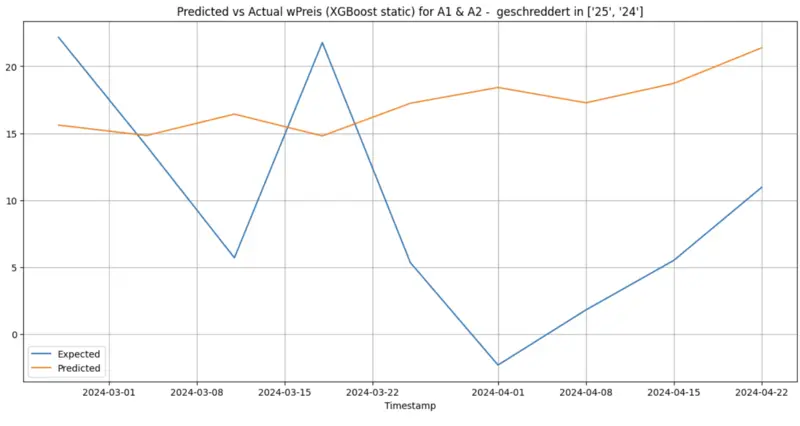 Predicted vs Actual wPreis (XGBoost static) for A1 & A2 -  geschreddert in ['25', '24']
20
15
10
5
0
Expected
Predicted
2024-03-01 2024-03-08 2024-03-15 2024-03-22 2024-04-01 2024-04-08 2024-04-15 2024-04-22
Timestamp